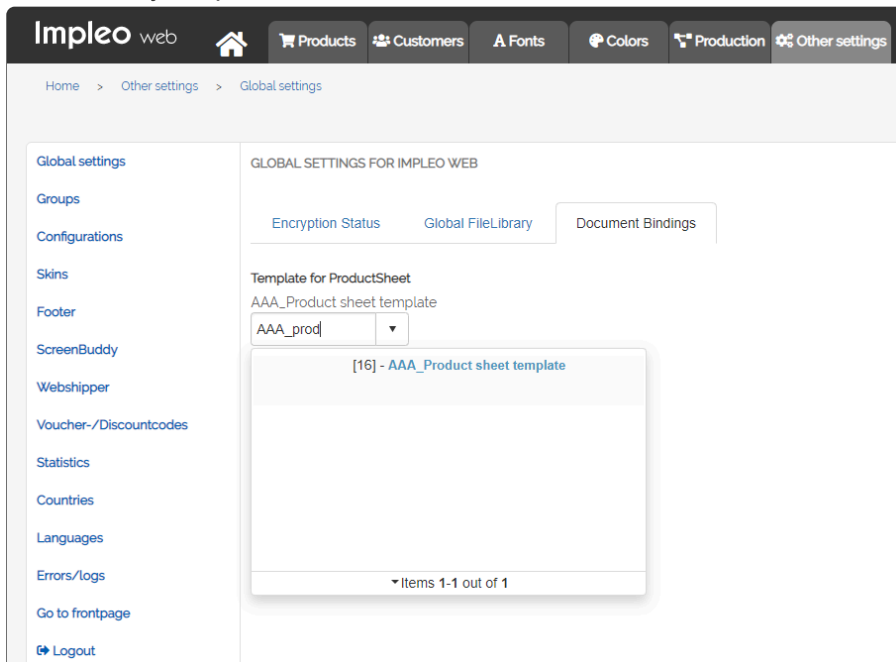 Impleo web
Products
Customers
A Fonts
Colors
Production
Other settings
Home > Other settings > Global settings
Global settings
Groups
Configurations
Skins
Footer
ScreenBuddy
Webshipper
Voucher-/Discountcodes
Statistics
Countries
Languages
Errors/logs
Go to frontpage
Logout
GLOBAL SETTINGS FOR IMPLEO WEB
Encryption Status
Global FileLibrary
Document Bindings
Template for ProductSheet
AAA_Product sheet template
AAA_prod
[16] - AAA_Product sheet template
Items 1-1 out of 1